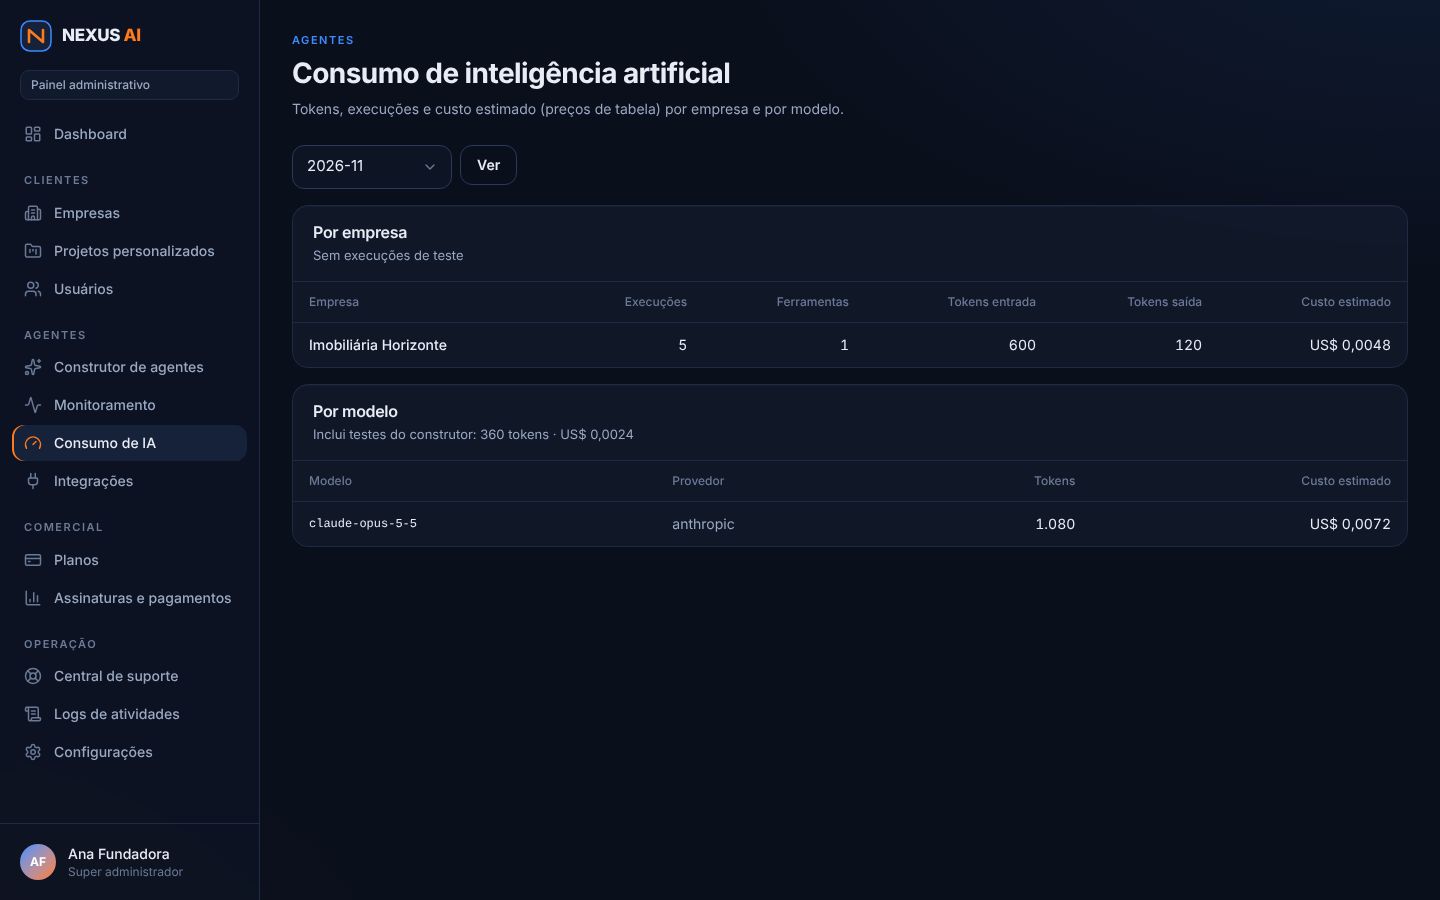 NEXUS AI
Painel administrativo
Dashboard
CLIENTES
Empresas
Projetos personalizados
Usuários
AGENTES
Construtor de agentes
Monitoramento
Consumo de IA
Integrações
COMERCIAL
Planos
Assinaturas e pagamentos
OPERAÇÃO
Central de suporte
Logs de atividades
Configurações
AF
Ana Fundadora
Super administrador
AGENTES
Consumo de inteligência artificial
Tokens, execuções e custo estimado (preços de tabela) por empresa e por modelo.
2026-11 Ver
Por empresa
Sem execuções de teste
Empresa Execuções Ferramentas Tokens entrada Tokens saída Custo estimado
Imobiliária Horizonte 5 1 600 120 US$ 0,0048
Por modelo
Inclui testes do construtor: 360 tokens · US$ 0,0024
Modelo Provedor Tokens Custo estimado
claude-opus-5-5 anthropic 1.080 US$ 0,0072